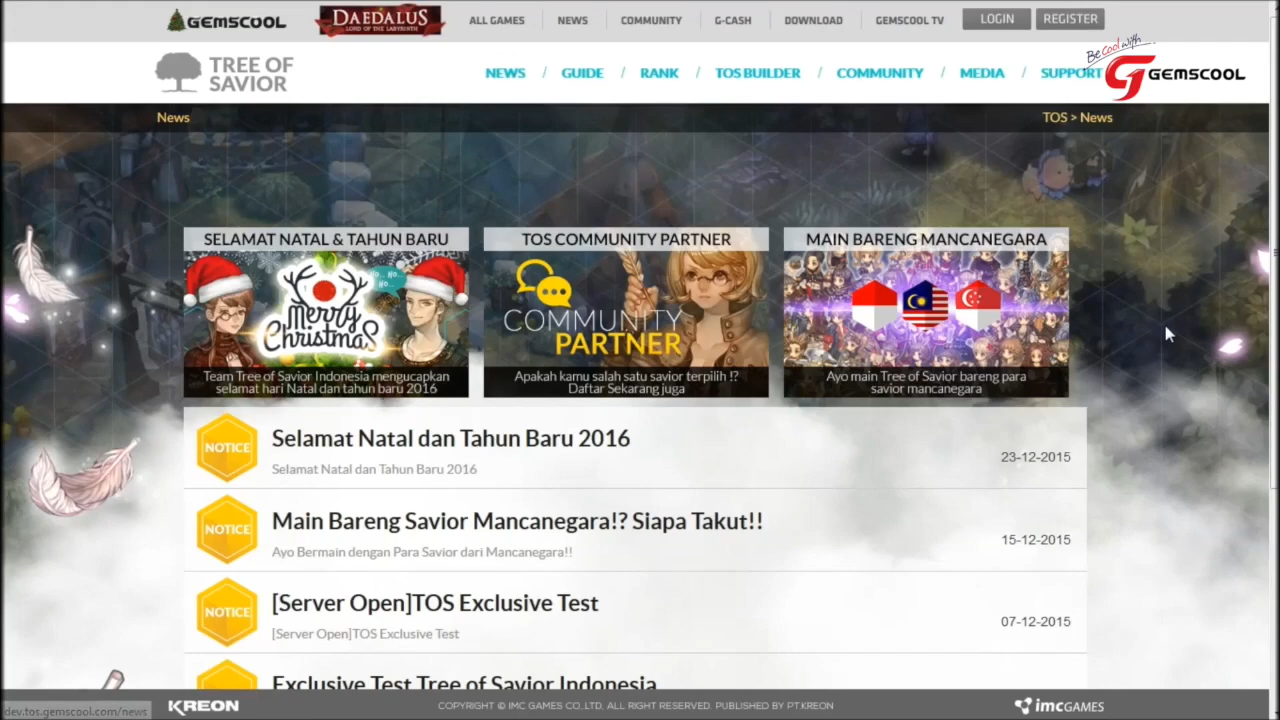 GEMSCOOL
DAEDALUS
LORD OF THE LABYRINTH
ALL GAMES
NEWS
COMMUNITY
G-CASH
DOWNLOAD
GEMSCOOL TV
LOGIN
REGISTER
TREE OF
SAVIOR
NEWS / GUIDE / RANK / TOS BUILDER / COMMUNITY / MEDIA / SUPPORT
Be cool with
GEMSCOOL
News
TOS > News
SELAMAT NATAL & TAHUN BARU
Ho.. Ho..
Ho..
Merry
Christmas
Team Tree of Savior Indonesia mengucapkan
selamat hari Natal dan tahun baru 2016
TOS COMMUNITY PARTNER
COMMUNITY
PARTNER
Apakah kamu salah satu savior terpilih !?
Daftar Sekarang juga
MAIN BARENG MANCANEGARA
Ayo main Tree of Savior bareng para
savior mancanegara
NOTICE
Selamat Natal dan Tahun Baru 2016
Selamat Natal dan Tahun Baru 2016
23-12-2015
NOTICE
Main Bareng Savior Mancanegara!? Siapa Takut!!
Ayo Bermain dengan Para Savior dari Mancanegara!!
15-12-2015
NOTICE
[Server Open]TOS Exclusive Test
[Server Open]TOS Exclusive Test
07-12-2015
Exclusive Test Tree of Savior Indonesia
dev.tos.gemscool.com/news
KREON
COPYRIGHT © IMC GAMES CO.,LTD, ALL RIGHT RESERVED. PUBLISHED BY PT.KREON
imcGAMES